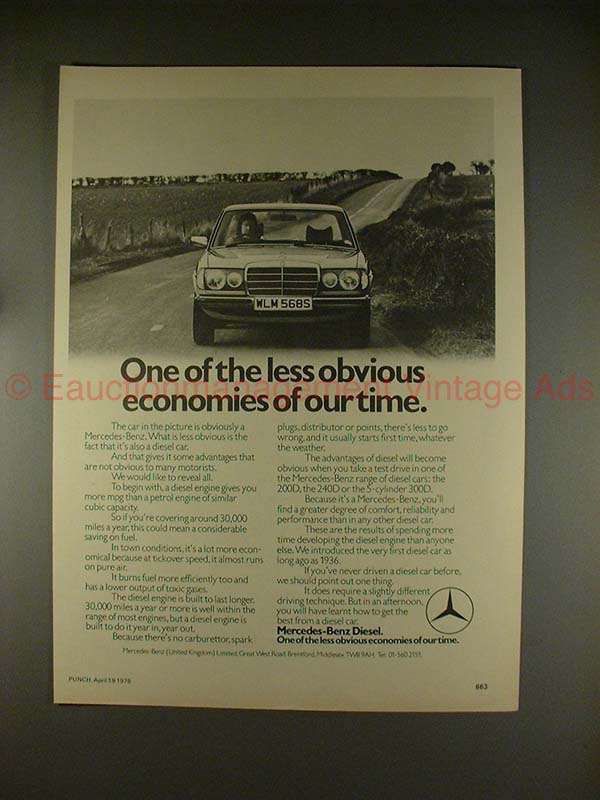 WLM 568S
One of the less obvious
economies of our time.
© Eauctionmanagement Vintage Ads
The car in the picture is obviously a
Mercedes-Benz. What is less obvious is the
fact that it's also a diesel car.
And that gives it some advantages that
are not obvious to many motorists.
We would like to reveal all.
To begin with, a diesel engine gives you
more mpg than a petrol engine of similar
cubic capacity.
So if you're covering around 30,000
miles a year, this could mean a considerable
saving on fuel.
In town conditions, it's a lot more econ-
omical because at tickover speed, it almost runs
on pure air.
It burns fuel more efficiently too and
has a lower output of toxic gases.
The diesel engine is built to last longer.
30,000 miles a year or more is well within the
range of most engines, but a diesel engine is
built to do it year in, year out.
Because there's no carburettor, spark
plugs, distributor or points, there's less to go
wrong, and it usually starts first time, whatever
the weather.
The advantages of diesel will become
obvious when you take a test drive in one of
the Mercedes-Benz range of diesel cars: the
200D, the 240D or the 5-cylinder 300D.
Because it's a Mercedes-Benz, you'll
find a greater degree of comfort, reliability and
performance than in any other diesel car.
These are the results of spending more
time developing the diesel engine than anyone
else. We introduced the very first diesel car as
long ago as 1936.
If you've never driven a diesel car before,
we should point out one thing.
It does require a slightly different
driving technique. But in an afternoon,
you will have learnt how to get the
best from a diesel car.
Mercedes-Benz Diesel.
One of the less obvious economies of our time.
Mercedes-Benz (United Kingdom) Limited, Great West Road, Brentford, Middlesex TW8 9AH. Tel: 01-560 2151.
PUNCH, April 19 1978
663